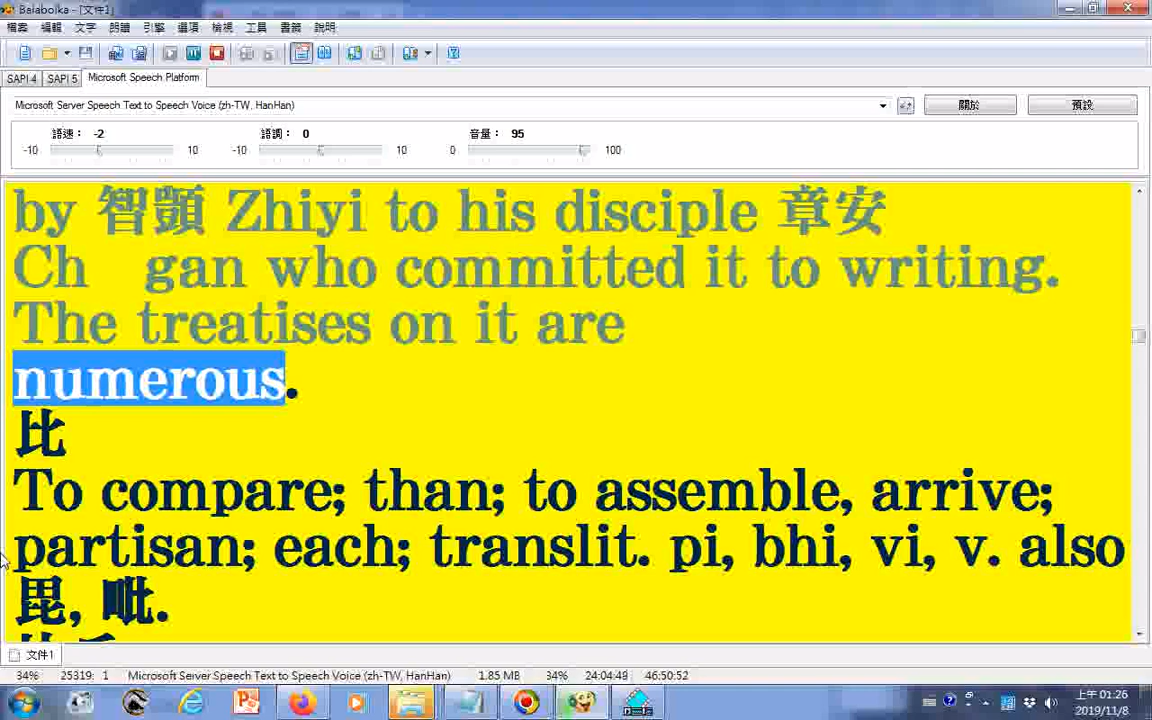 Balabolka - [文件1]
檔案 編輯 文字 朗讀 引擎 選項 檢視 工具 書籤 說明
SAPI 4 SAPI 5 Microsoft Speech Platform
Microsoft Server Speech Text to Speech Voice (zh-TW, HanHan) 關於 預設
語速： -2 語調： 0 音量： 95
-10 10 -10 10 0 100
by 智顗 Zhiyi to his disciple 章安
Ch gan who committed it to writing.
The treatises on it are
numerous.
比
To compare; than; to assemble, arrive;
partisan; each; translit. pi, bhi, vi, v. also
毘, 吡.
文件1
34% 25319: 1 Microsoft Server Speech Text to Speech Voice (zh-TW, HanHan) 1.85 MB 34% 24:04:49 46:50:52
上午 01:26
2019/11/8